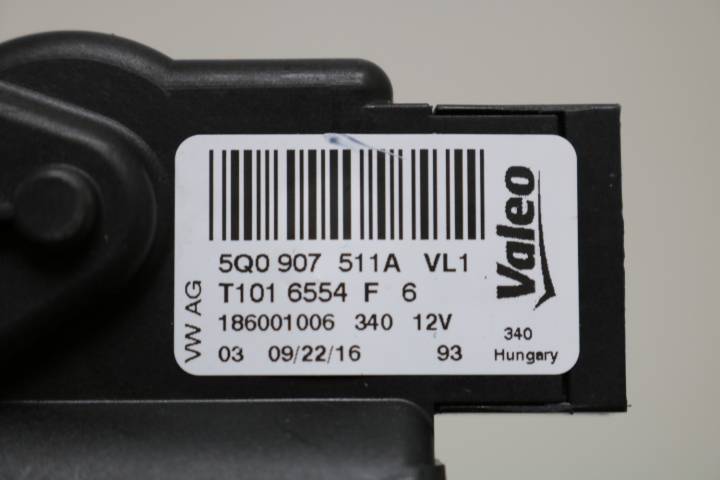 5Q0 907 511A VL1
T101 6554 F 6
186001006 340 12V
03 09/22/16 93
VW AG
Valeo
340
Hungary